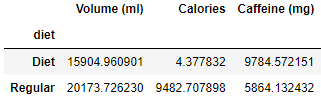 Volume (ml) Calories Caffeine (mg)
diet
Diet 15904.960901 4.377832 9784.572151
Regular 20173.726230 9482.707898 5864.132432